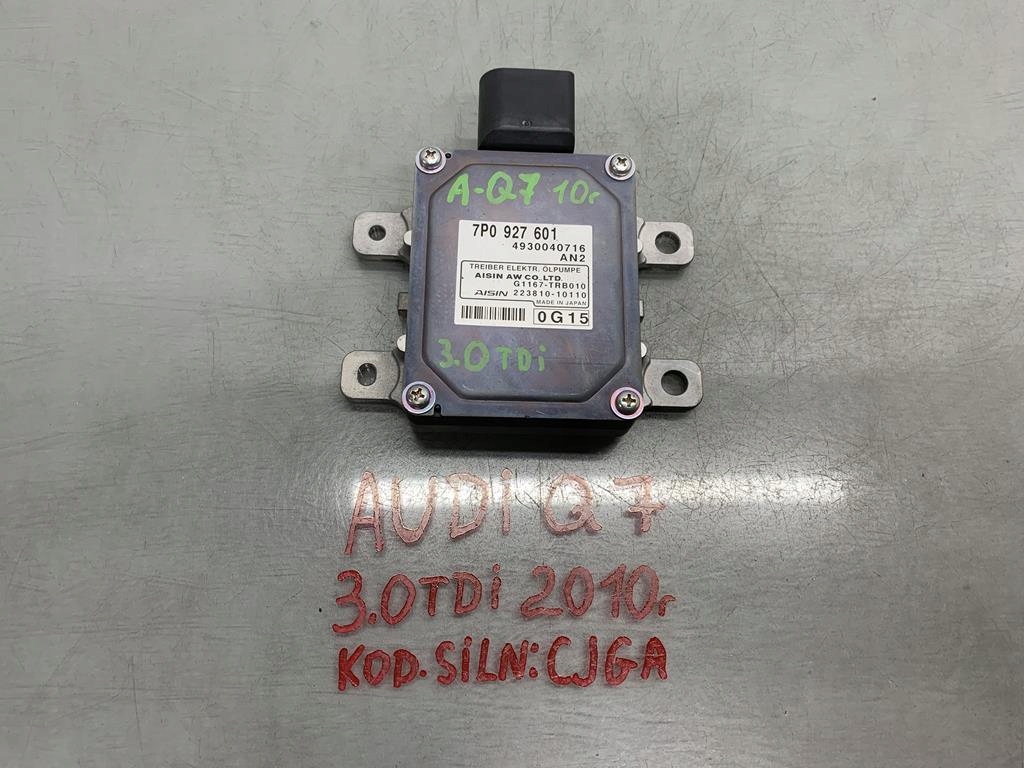 A-Q7 10r
7P0 927 601
4930040716
AN2
TREIBER ELEKTR. ÖLPUMPE
AISIN AW CO.,LTD.
G1167-TRB010
AISIN 223810-10110
MADE IN JAPAN
0G15
3.0TDi
AUDi Q7
3.0TDi 2010r
KOD.SiLN:CJGA